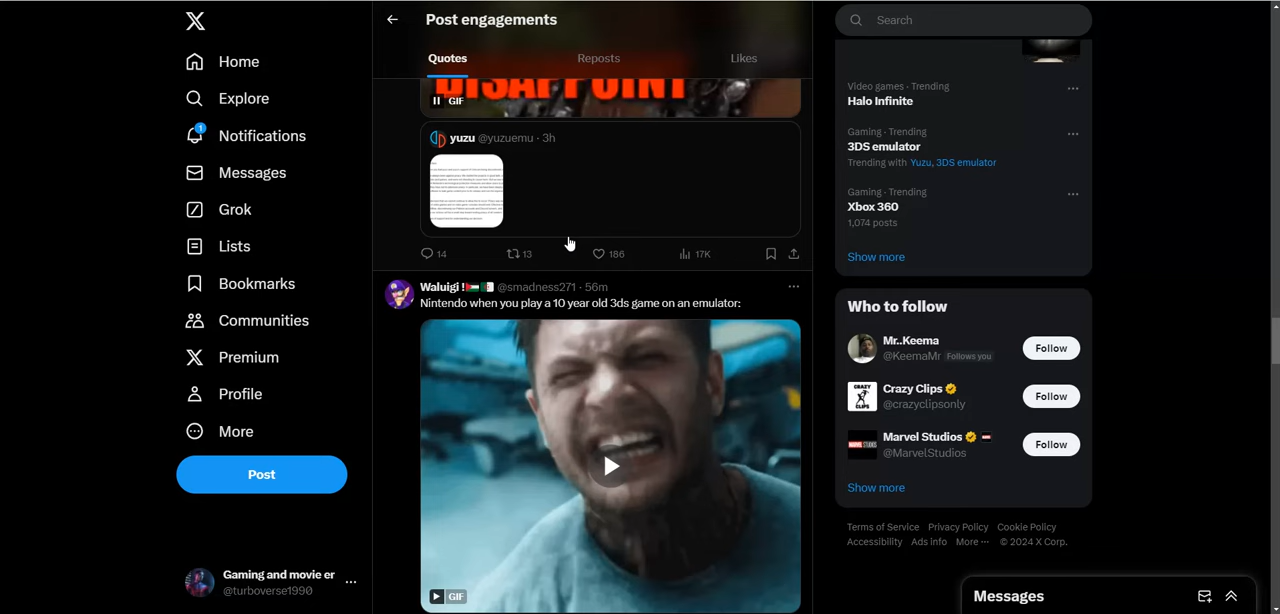 Home
Explore
1
Notifications
Messages
Grok
Lists
Bookmarks
Communities
Premium
Profile
More
Post
Gaming and movie er
@turboverse1990
Post engagements
Quotes
Reposts
Likes
DISAPPOINT
GIF
yuzu @yuzuemu · 3h
14
13
186
17K
Waluigi ! @smadness271 · 56m
Nintendo when you play a 10 year old 3ds game on an emulator:
GIF
Search
Video games · Trending
Halo Infinite
Gaming · Trending
3DS emulator
Trending with Yuzu, 3DS emulator
Gaming · Trending
Xbox 360
1,074 posts
Show more
Who to follow
Mr..Keema
@KeemaMr Follows you
Follow
CRAZY CLIPS
Crazy Clips
@crazyclipsonly
Follow
Marvel Studios
@MarvelStudios
Follow
Show more
Terms of Service Privacy Policy Cookie Policy
Accessibility Ads info More ··· © 2024 X Corp.
Messages